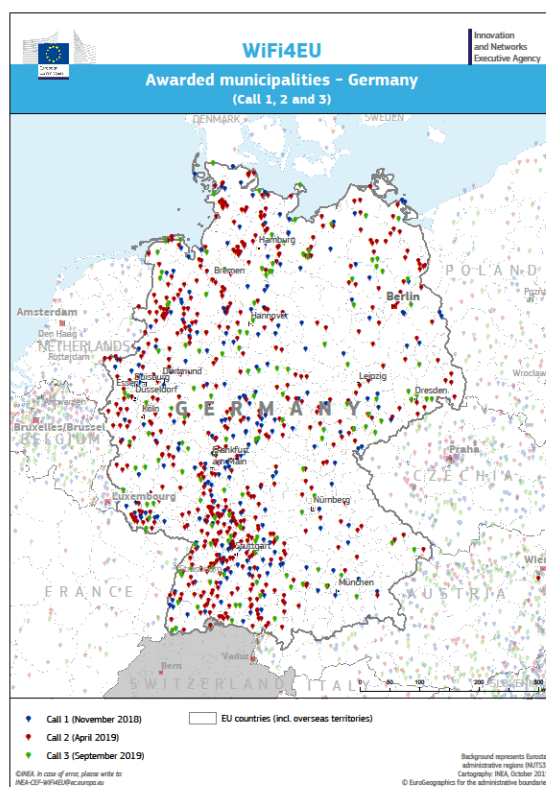 WiFi4EU
Innovation
and Networks
Executive Agency
European
Commission
Awarded municipalities - Germany
(Call 1, 2 and 3)
DENMARK
SWEDEN
Hamburg
Bremen
POLAND
Berlin
Amsterdam
Hannover
Den Haag
NETHERLANDS
Rotterdam
Dortmund
Duisburg
Essen
Leipzig
Düsseldorf
Dresden
Antwerpen
Köln
GERMANY
Bruxelles/Brussel
BELGIUM
Frankfurt
am Main
Praha
CZECHIA
Luxembourg
Nürnberg
Stuttgart
München
FRANCE
AUSTRIA
Vaduz
Bern
SWITZERLAND
ITALY
0 50 100 200 300
Call 1 (November 2018)
EU countries (incl. overseas territories)
Call 2 (April 2019)
Call 3 (September 2019)
©INEA. In case of error, please write to:
INEA-CEF-WIFI4EU@ec.europa.eu
Background represents Eurosta
administrative regions (NUTS3
Cartography: INEA, October 201
© EuroGeographics for the administrative boundarie